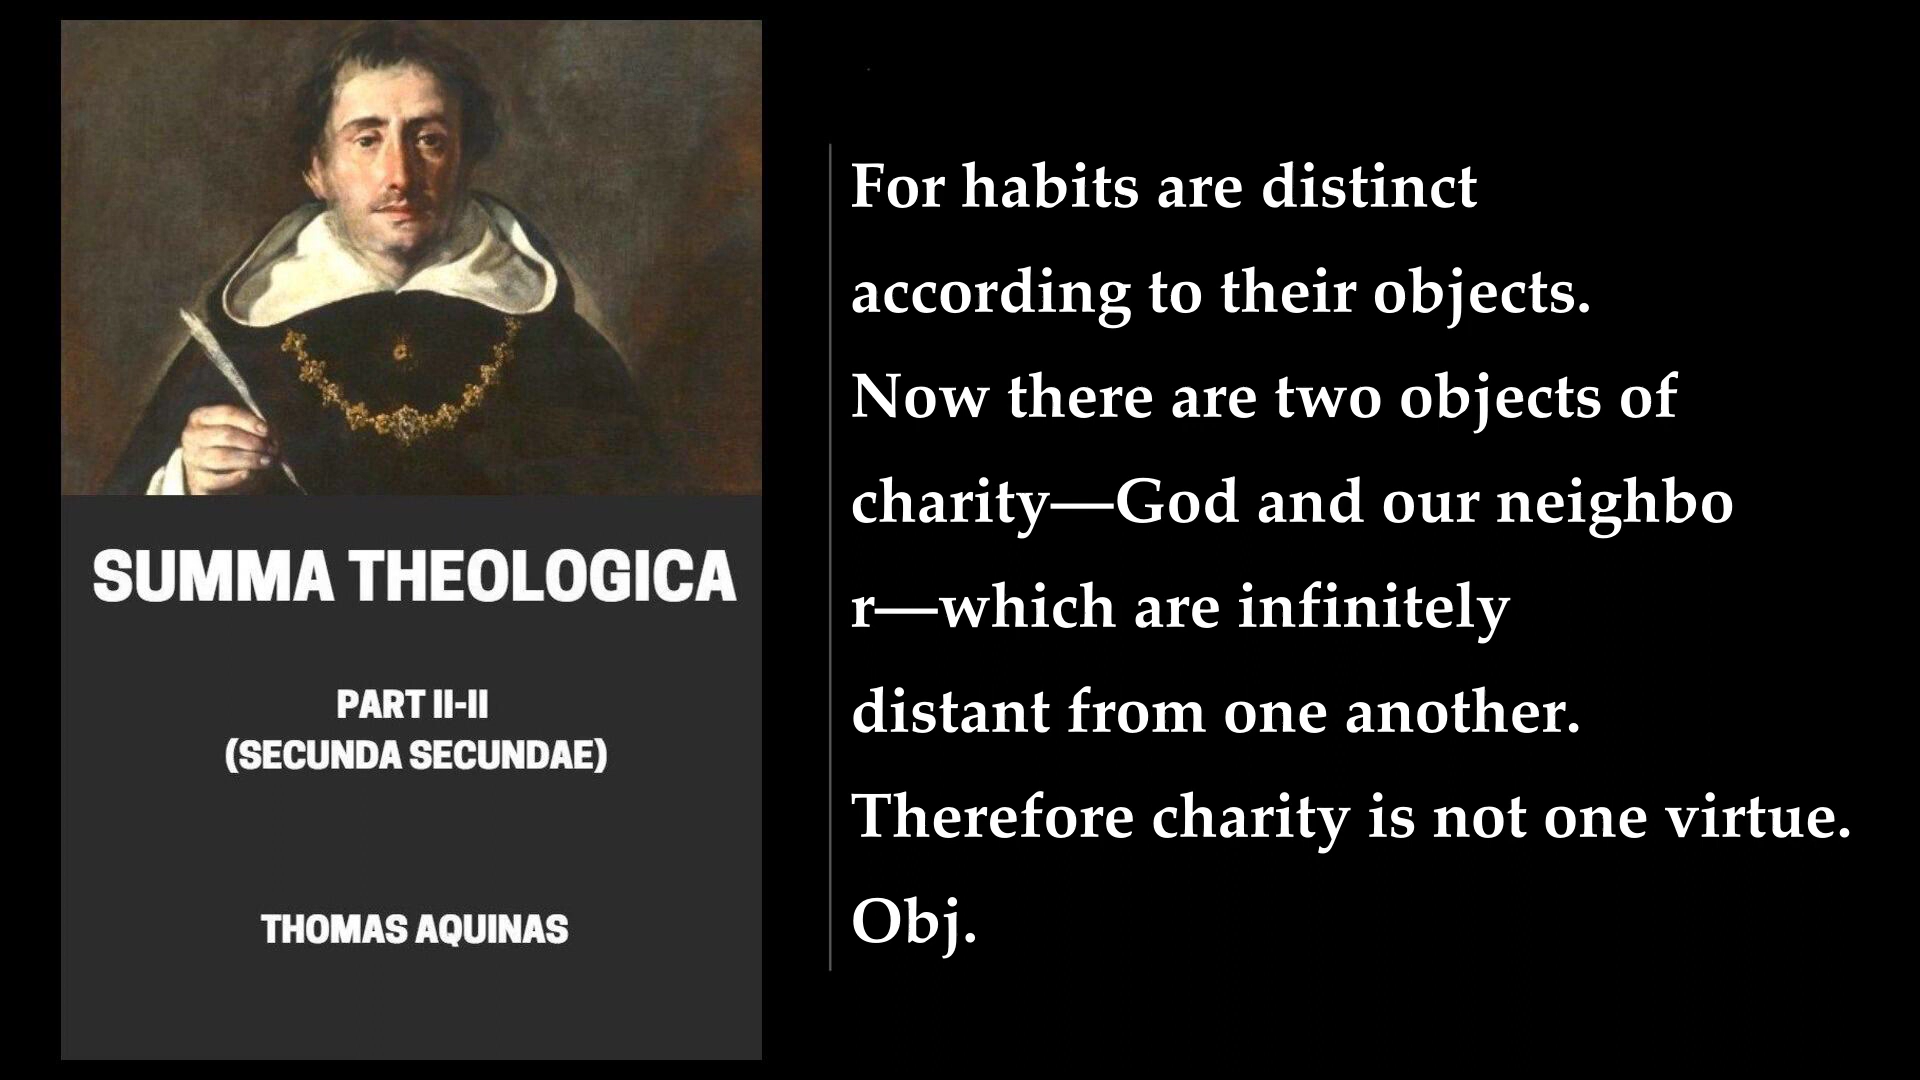 SUMMA THEOLOGICA
PART II-II
(SECUNDA SECUNDAE)
THOMAS AQUINAS
For habits are distinct
according to their objects.
Now there are two objects of
charity—God and our neighbo
r—which are infinitely
distant from one another.
Therefore charity is not one virtue.
Obj.